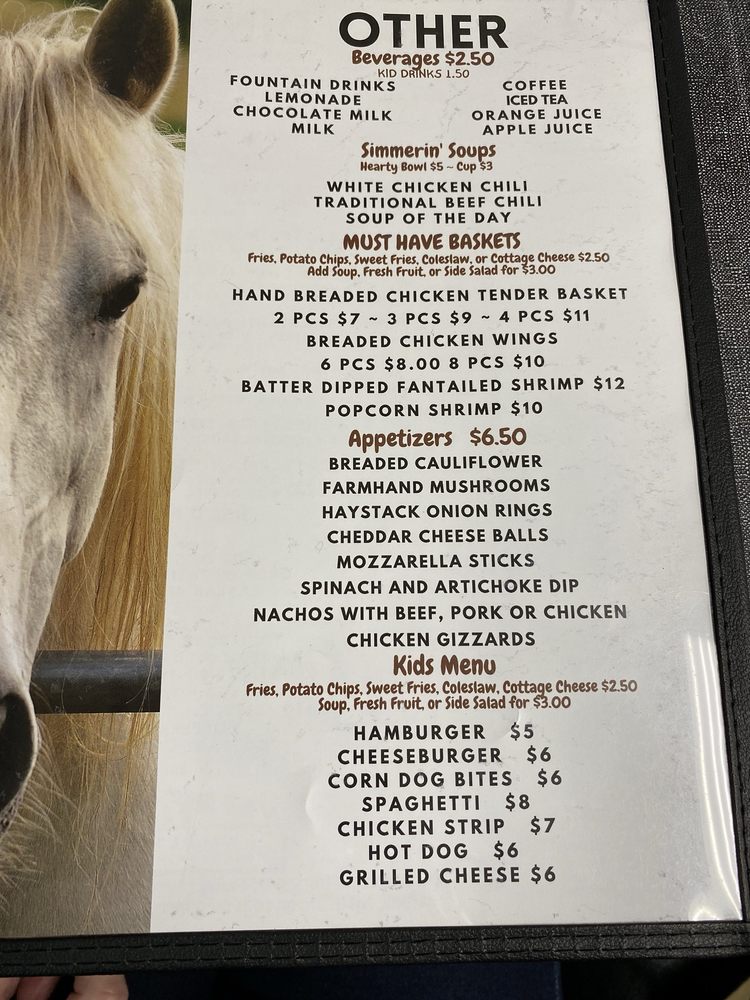 OTHER
Beverages $2.50
KID DRINKS 1.50
FOUNTAIN DRINKS
LEMONADE
CHOCOLATE MILK
MILK
COFFEE
ICED TEA
ORANGE JUICE
APPLE JUICE
Simmerin' Soups
Hearty Bowl $5 ~ Cup $3
WHITE CHICKEN CHILI
TRADITIONAL BEEF CHILI
SOUP OF THE DAY
MUST HAVE BASKETS
Fries, Potato Chips, Sweet Fries, Coleslaw, or Cottage Cheese $2.50
Add Soup, Fresh Fruit, or Side Salad for $3.00
HAND BREADED CHICKEN TENDER BASKET
2 PCS $7 ~ 3 PCS $9 ~ 4 PCS $11
BREADED CHICKEN WINGS
6 PCS $8.00 8 PCS $10
BATTER DIPPED FANTAILED SHRIMP $12
POPCORN SHRIMP $10
Appetizers $6.50
BREADED CAULIFLOWER
FARMHAND MUSHROOMS
HAYSTACK ONION RINGS
CHEDDAR CHEESE BALLS
MOZZARELLA STICKS
SPINACH AND ARTICHOKE DIP
NACHOS WITH BEEF, PORK OR CHICKEN
CHICKEN GIZZARDS
Kids Menu
Fries, Potato Chips, Sweet Fries, Coleslaw, Cottage Cheese $2.50
Soup, Fresh Fruit, or Side Salad for $3.00
HAMBURGER $5
CHEESEBURGER $6
CORN DOG BITES $6
SPAGHETTI $8
CHICKEN STRIP $7
HOT DOG $6
GRILLED CHEESE $6